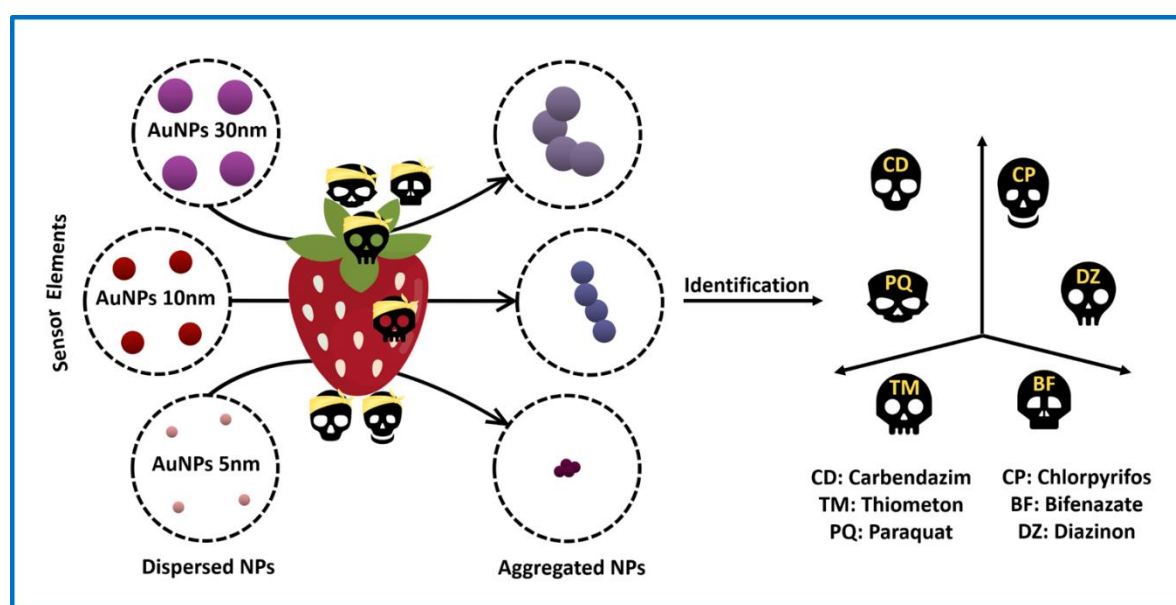 Sensor Elements
AuNPs 30nm
AuNPs 10nm
AuNPs 5nm
Dispersed NPs
Aggregated NPs
Identification
CD
CP
PQ
DZ
TM
BF
CD: Carbendazim
CP: Chlorpyrifos
TM: Thiometon
BF: Bifenazate
PQ: Paraquat
DZ: Diazinon